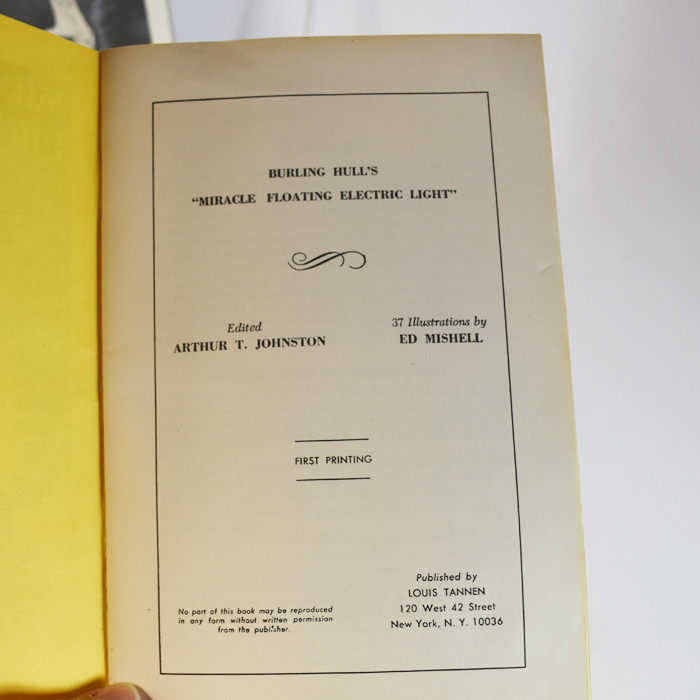 BURLING HULL'S
"MIRACLE FLOATING ELECTRIC LIGHT"
Edited
ARTHUR T. JOHNSTON
37 Illustrations by
ED MISHELL
FIRST PRINTING
No part of this book may be reproduced
in any form without written permission
from the publisher.
Published by
LOUIS TANNEN
120 West 42 Street
New York, N. Y. 10036